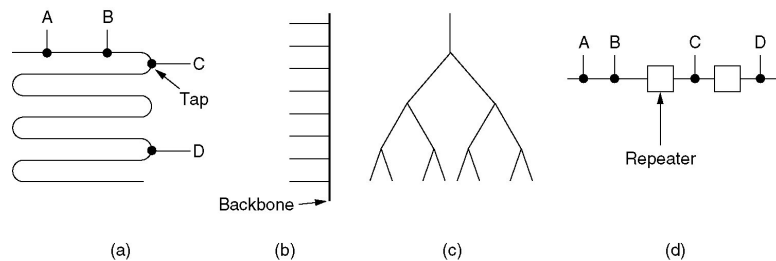 A B
C
Tap
D
Backbone
A B C D
Repeater
(a) (b) (c) (d)